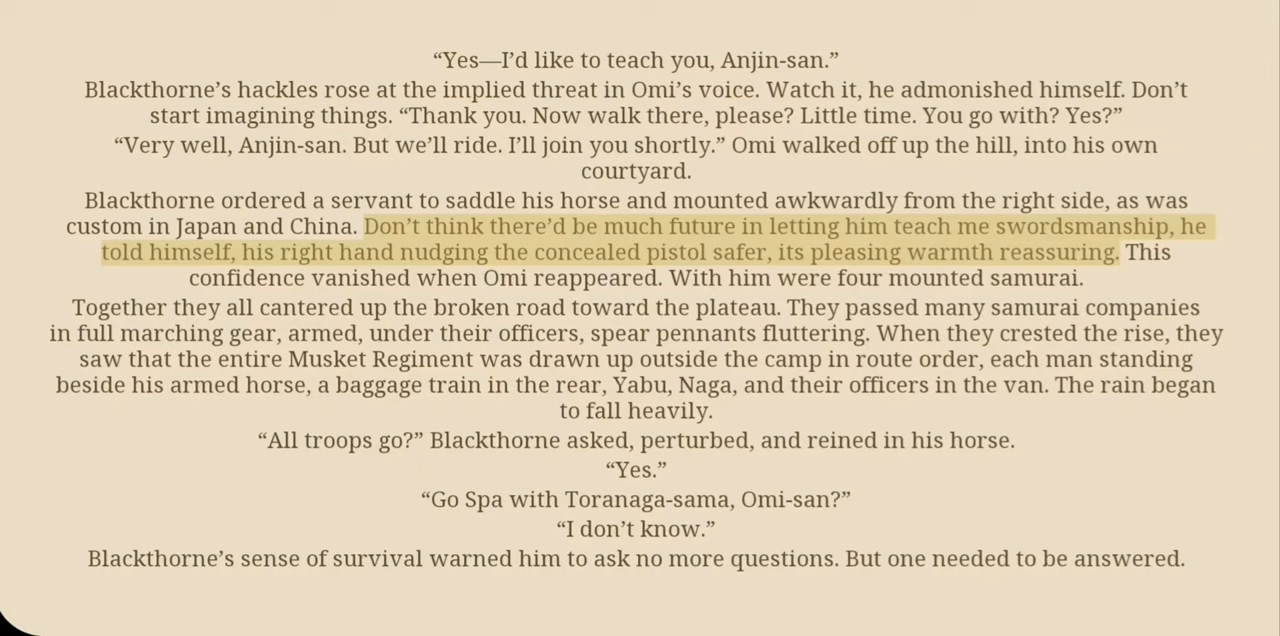 “Yes—I’d like to teach you, Anjin-san.”
Blackthorne’s hackles rose at the implied threat in Omi’s voice. Watch it, he admonished himself. Don’t
start imagining things. “Thank you. Now walk there, please? Little time. You go with? Yes?”
“Very well, Anjin-san. But we’ll ride. I’ll join you shortly.” Omi walked off up the hill, into his own
courtyard.
Blackthorne ordered a servant to saddle his horse and mounted awkwardly from the right side, as was
custom in Japan and China. Don’t think there’d be much future in letting him teach me swordsmanship, he
told himself, his right hand nudging the concealed pistol safer, its pleasing warmth reassuring. This
confidence vanished when Omi reappeared. With him were four mounted samurai.
Together they all cantered up the broken road toward the plateau. They passed many samurai companies
in full marching gear, armed, under their officers, spear pennants fluttering. When they crested the rise, they
saw that the entire Musket Regiment was drawn up outside the camp in route order, each man standing
beside his armed horse, a baggage train in the rear, Yabu, Naga, and their officers in the van. The rain began
to fall heavily.
“All troops go?” Blackthorne asked, perturbed, and reined in his horse.
“Yes.”
“Go Spa with Toranaga-sama, Omi-san?”
“I don’t know.”
Blackthorne’s sense of survival warned him to ask no more questions. But one needed to be answered.